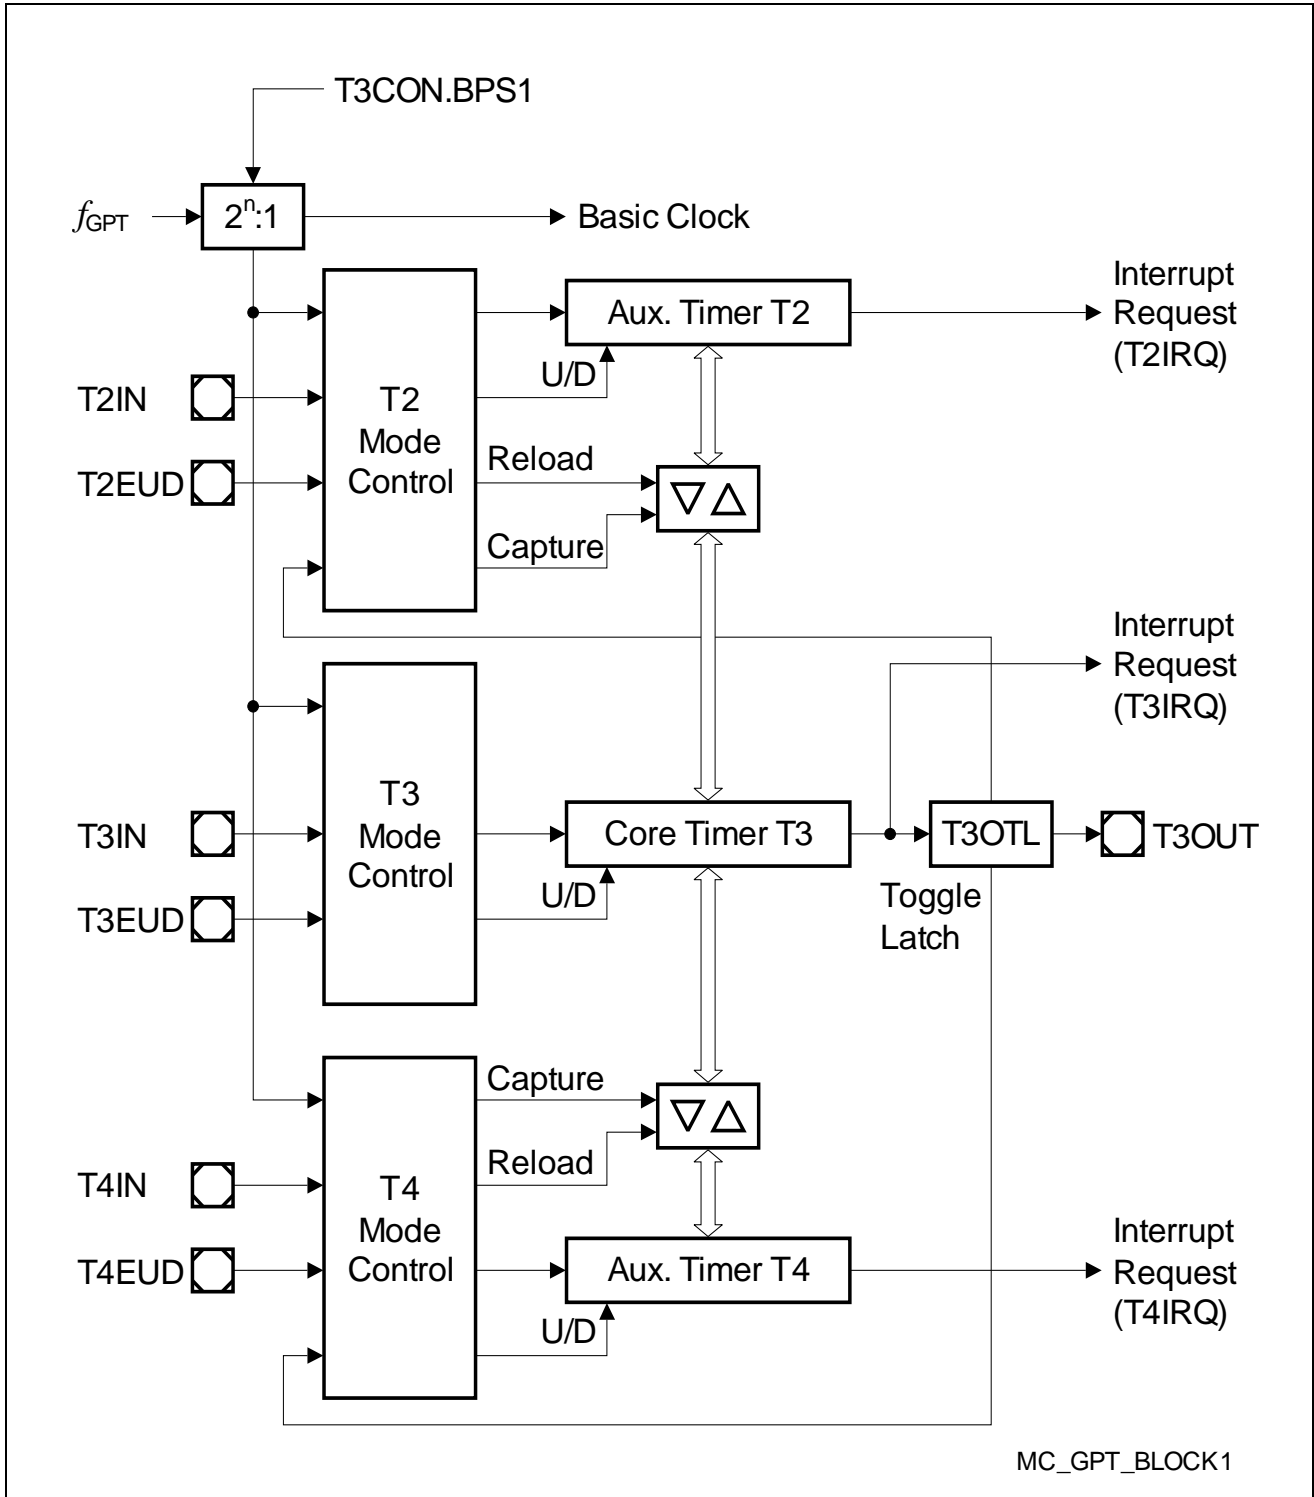 T3CON.BPS1
fGPT
2ⁿ:1
Basic Clock
Interrupt
Request
(T2IRQ)
Aux. Timer T2
U/D
T2IN
T2
Mode
Control
T2EUD
Reload
Capture
Interrupt
Request
(T3IRQ)
T3IN
T3
Mode
Control
Core Timer T3
T3OTL
T3OUT
U/D
Toggle
Latch
T3EUD
Capture
Reload
T4IN
T4
Mode
Control
T4EUD
Aux. Timer T4
U/D
Interrupt
Request
(T4IRQ)
MC_GPT_BLOCK1